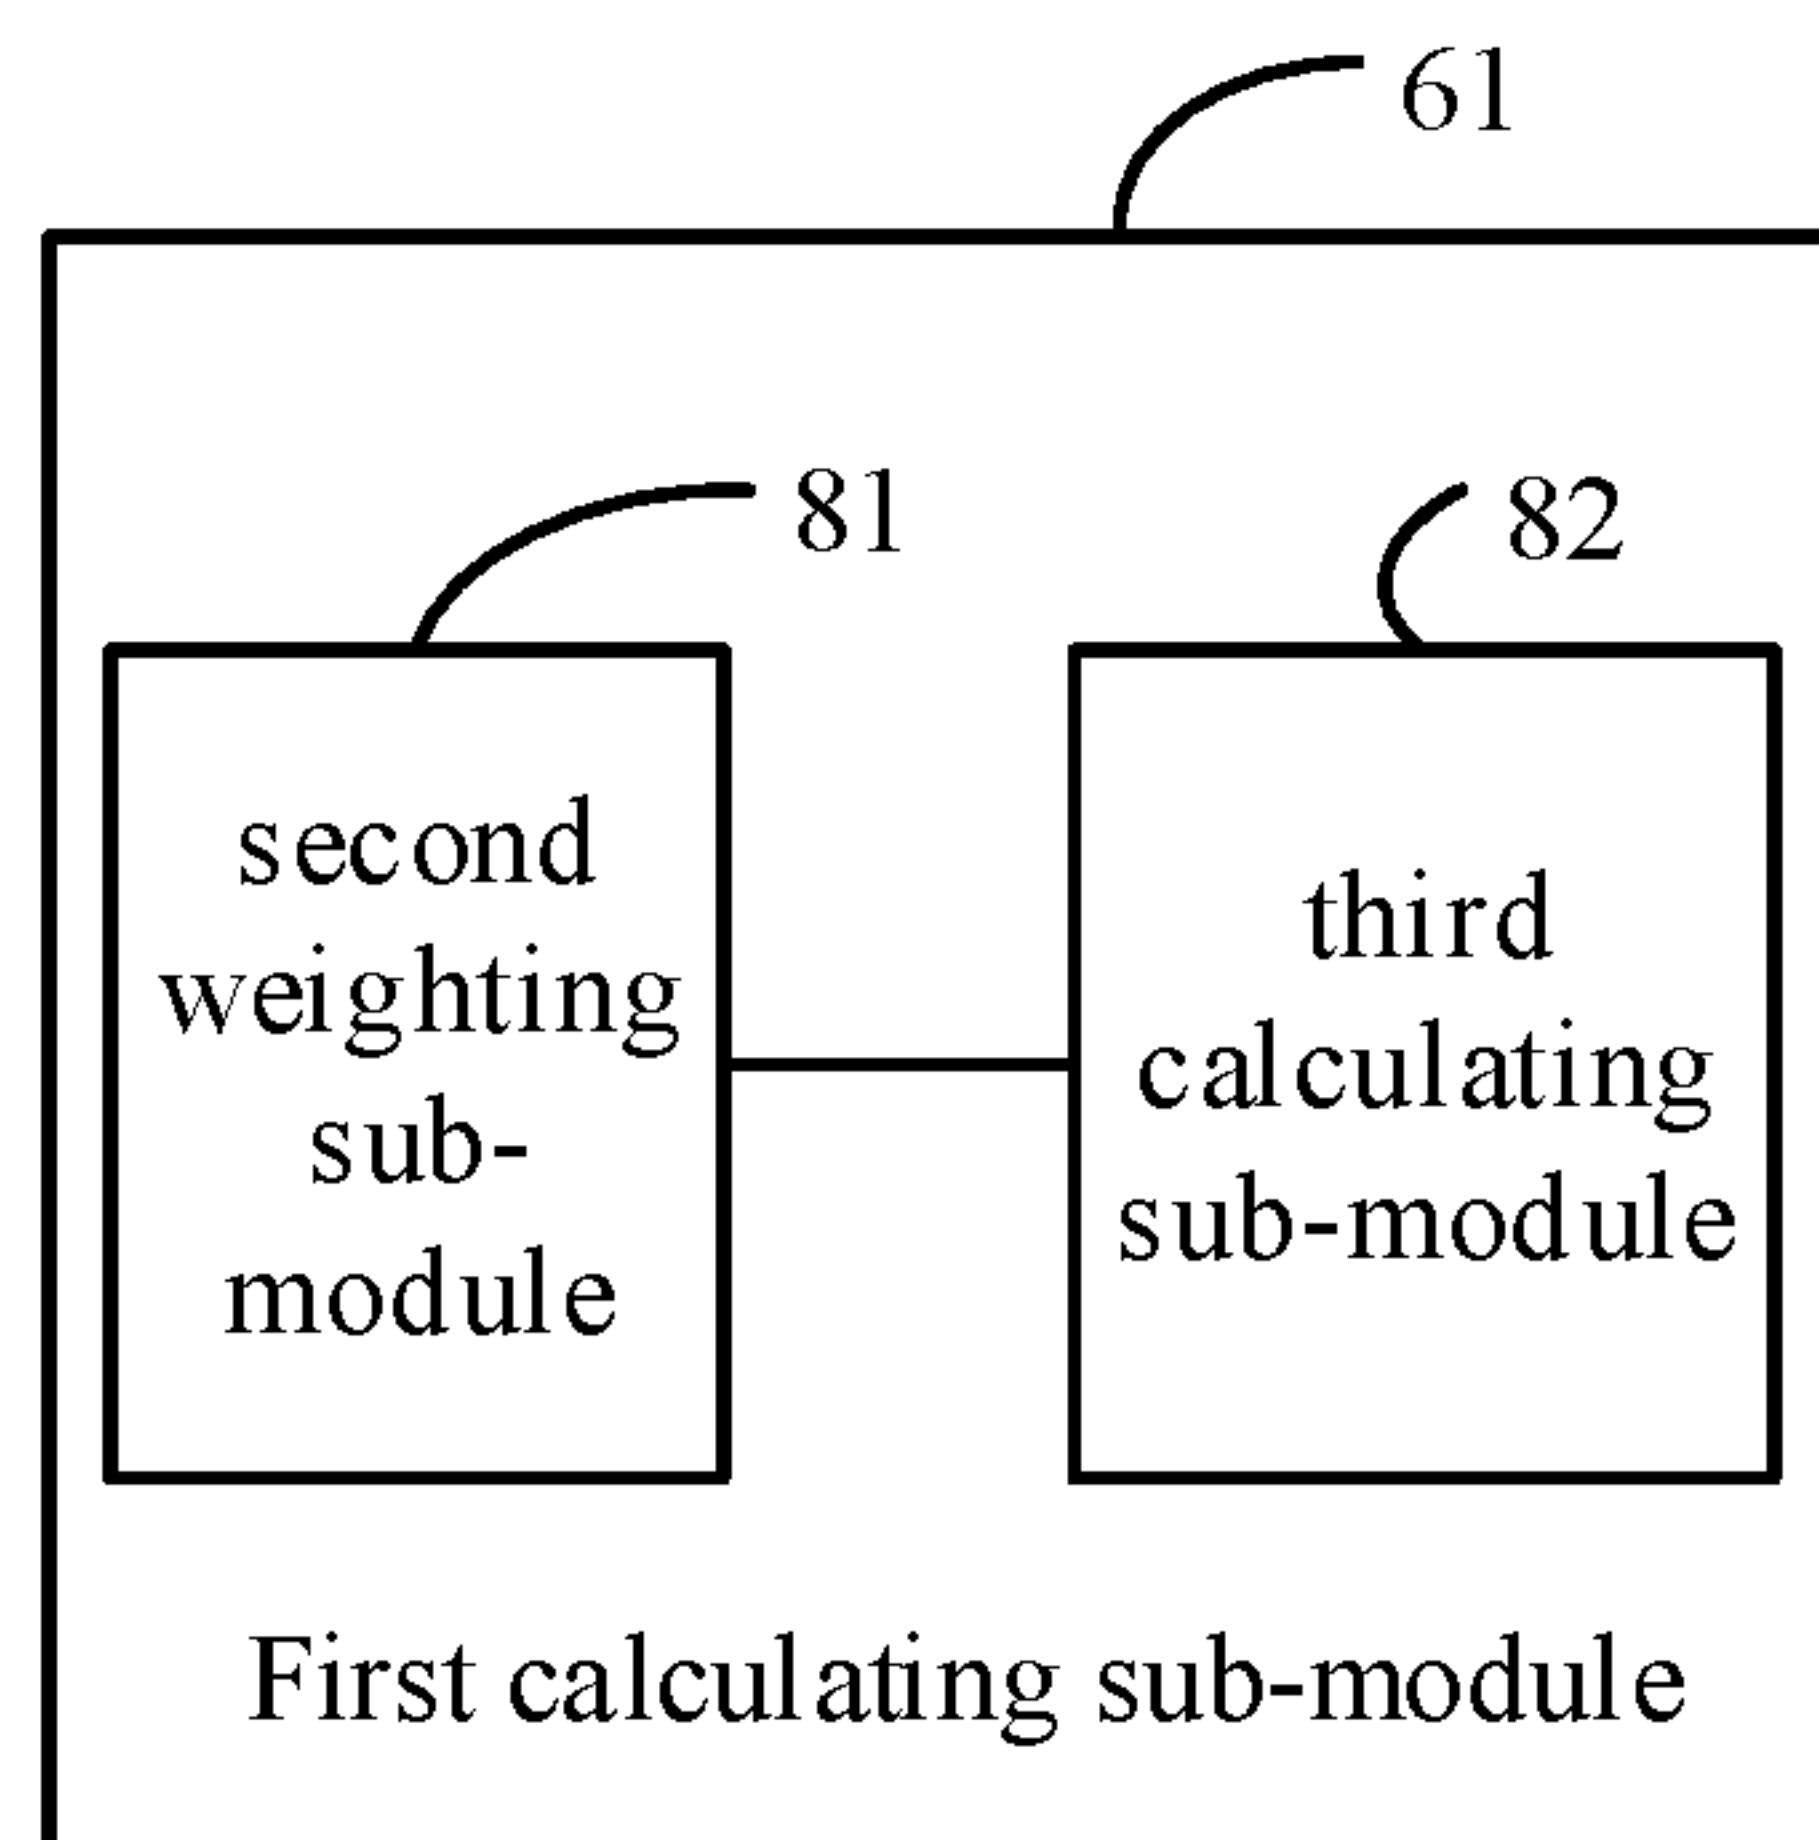 61
81
82
second
weighting
sub-
module
third
calculating
sub-module
First calculating sub-module